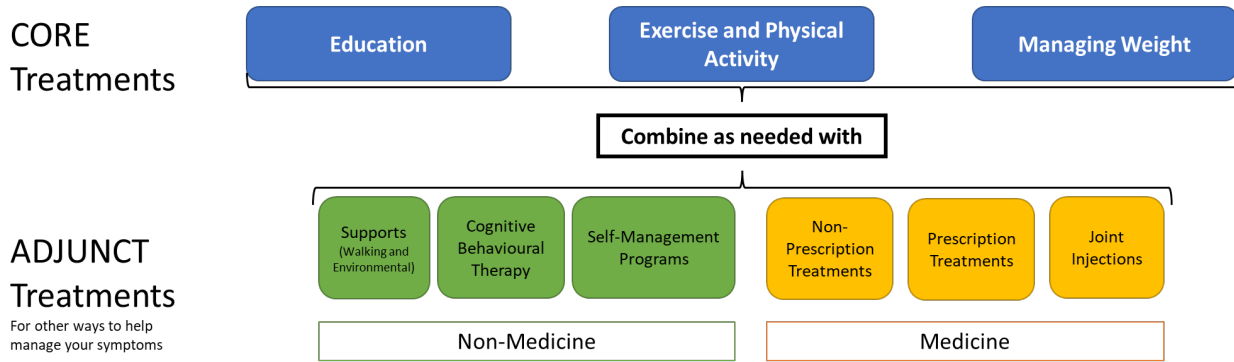 CORE
Treatments
Education
Exercise and Physical
Activity
Managing Weight
Combine as needed with
ADJUNCT
Treatments
For other ways to help
manage your symptoms
Supports
(Walking and
Environmental)
Cognitive
Behavioural
Therapy
Self-Management
Programs
Non-
Prescription
Treatments
Prescription
Treatments
Joint
Injections
Non-Medicine
Medicine